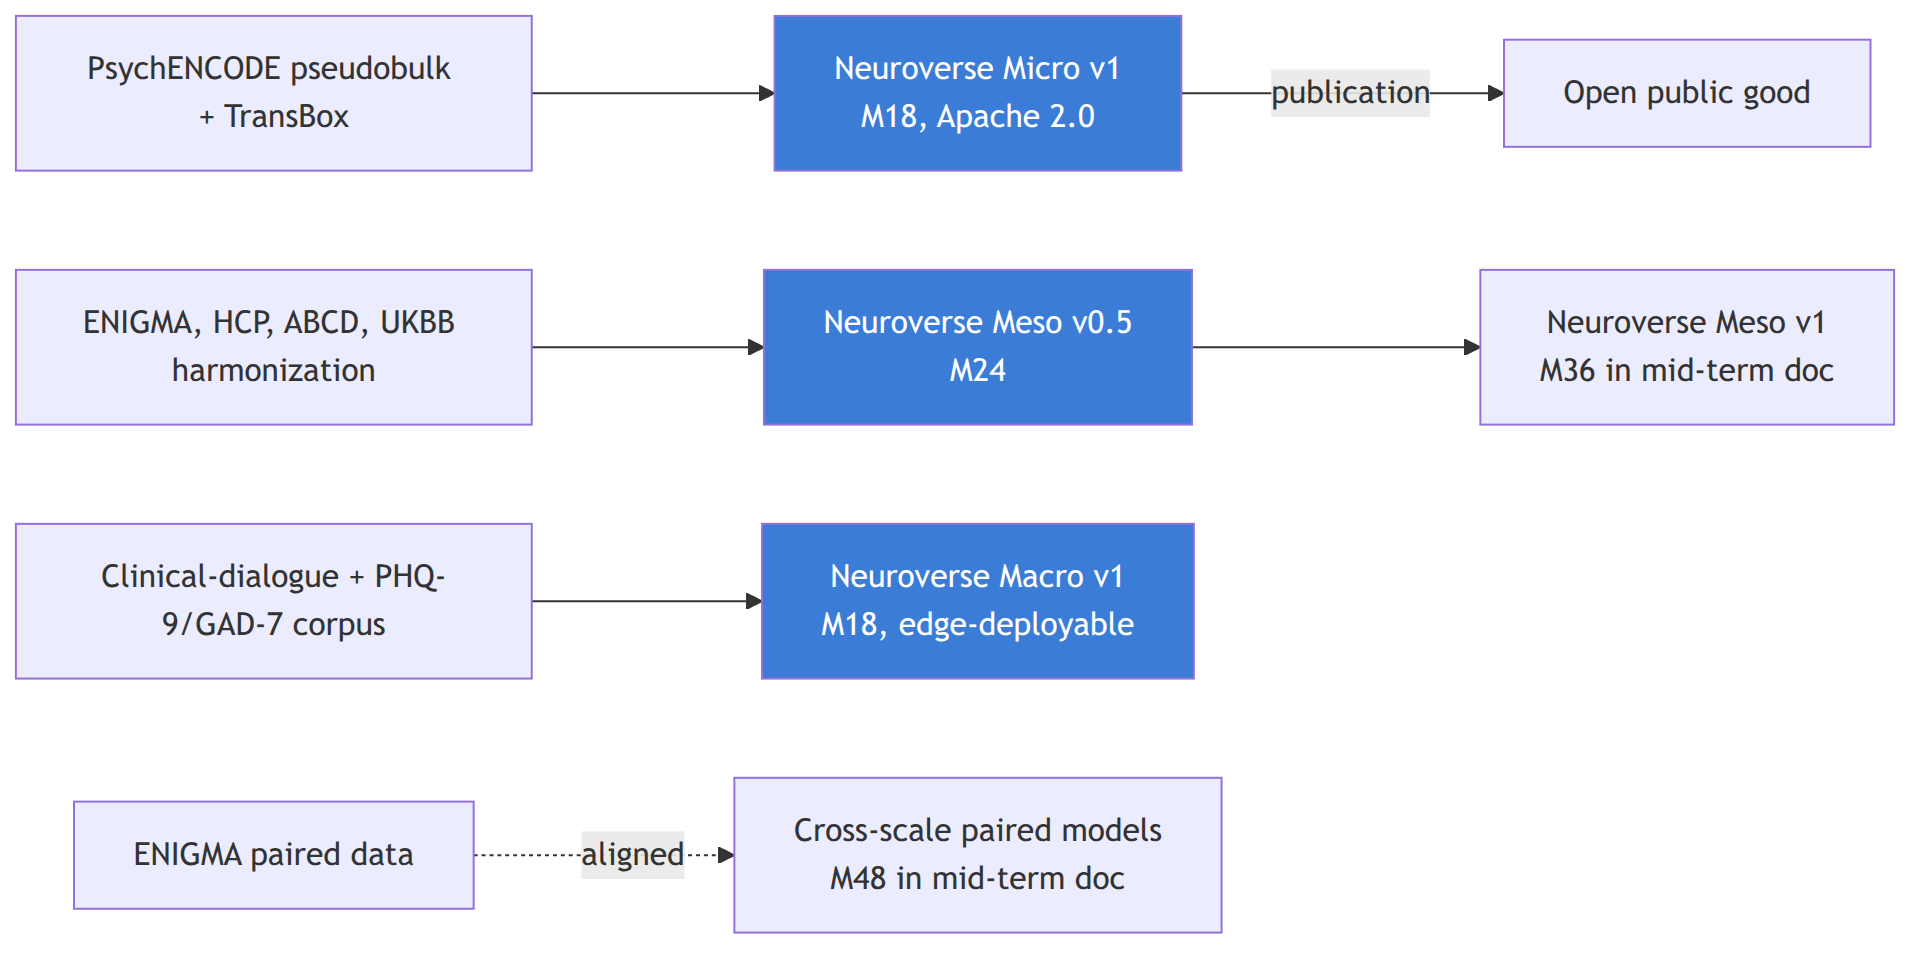 PsychENCODE pseudobulk
+ TransBox
Neuroverse Micro v1
M18, Apache 2.0
publication
Open public good
ENIGMA, HCP, ABCD, UKBB
harmonization
Neuroverse Meso v0.5
M24
Neuroverse Meso v1
M36 in mid-term doc
Clinical-dialogue + PHQ-
9/GAD-7 corpus
Neuroverse Macro v1
M18, edge-deployable
ENIGMA paired data
aligned
Cross-scale paired models
M48 in mid-term doc